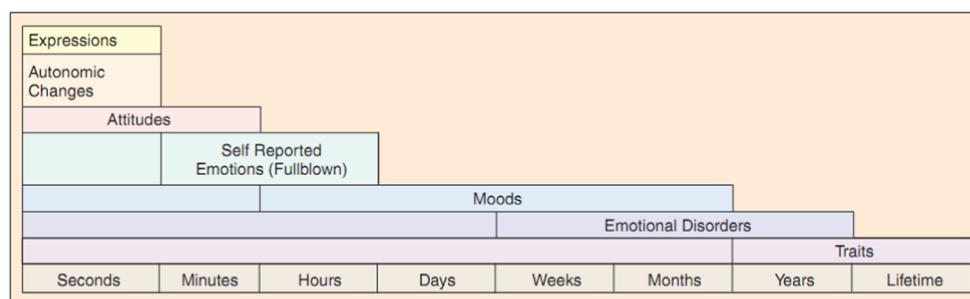 Expressions
Autonomic
Changes
Attitudes
Self Reported
Emotions (Fullblown)
Moods
Emotional Disorders
Traits
Seconds
Minutes
Hours
Days
Weeks
Months
Years
Lifetime